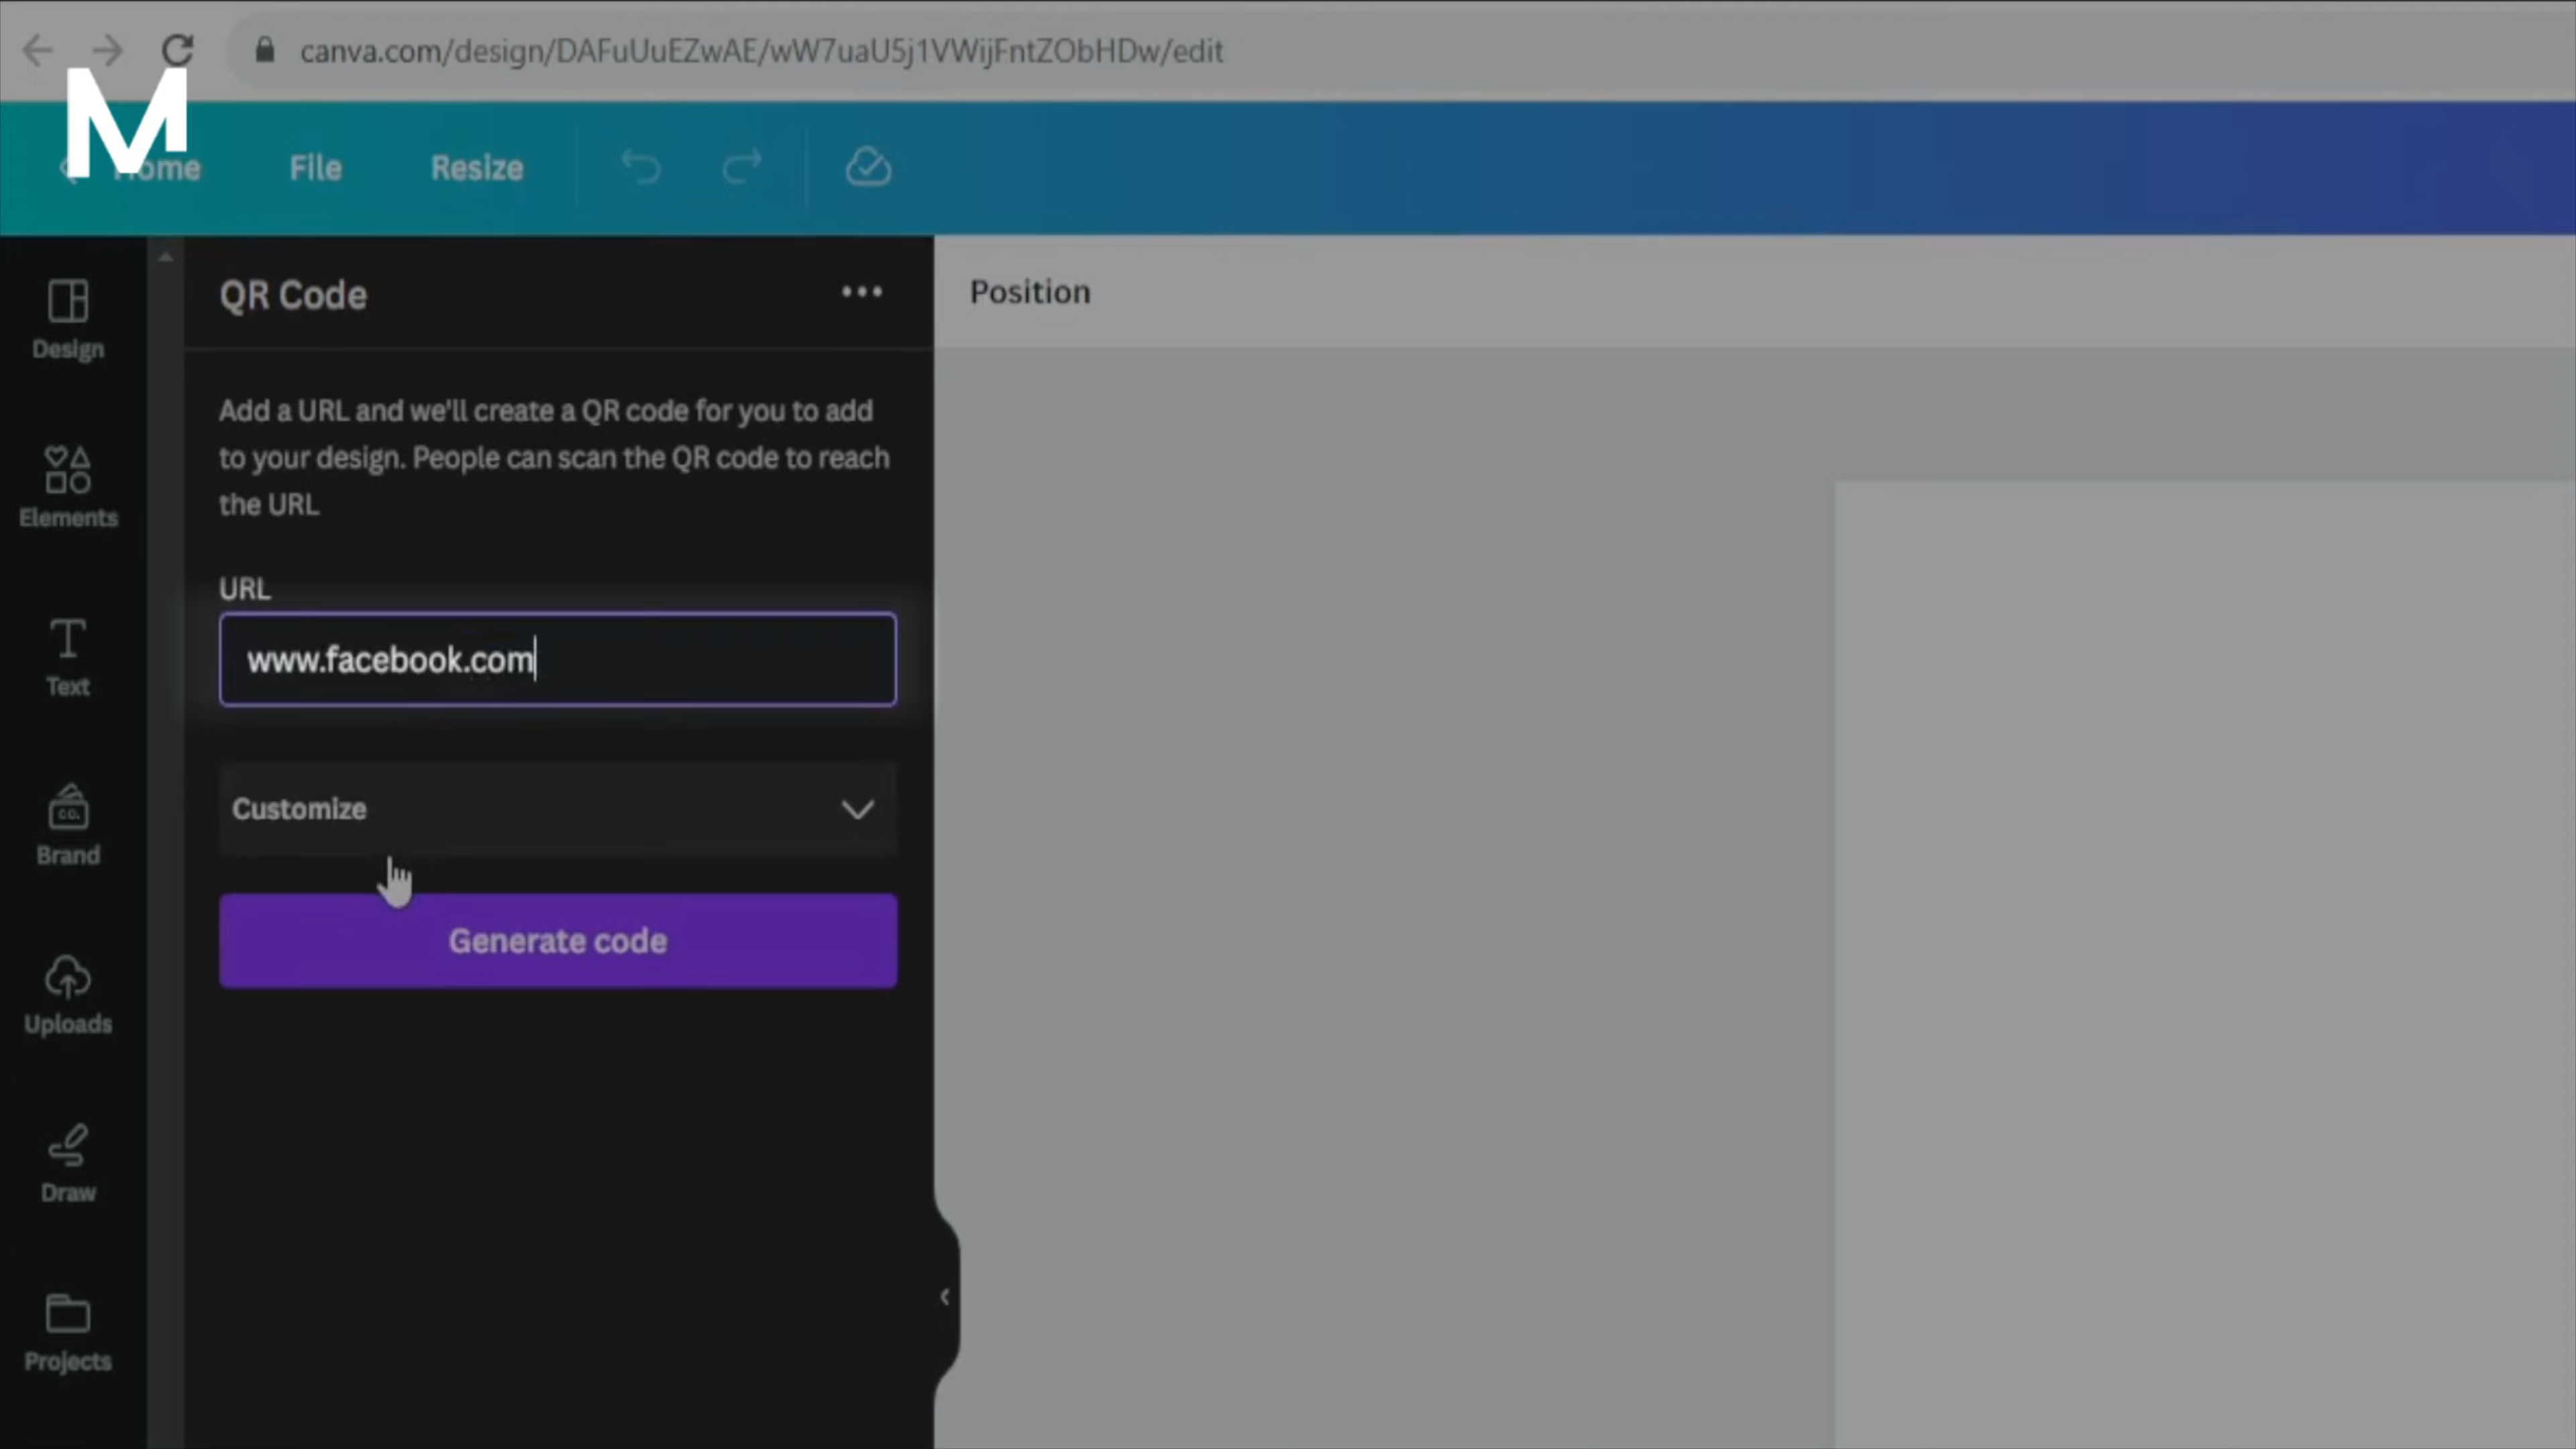 canva.com/design/DAFuUuEZwAE/wW7uaU5j1VWijFntZObHDw/edit
M
Home
File
Resize
QR Code
Position
Design
Elements
Text
Brand
CO.
Uploads
Draw
Projects
Add a URL and we'll create a QR code for you to add
to your design. People can scan the QR code to reach
the URL
URL
www.facebook.com
Customize
Generate code